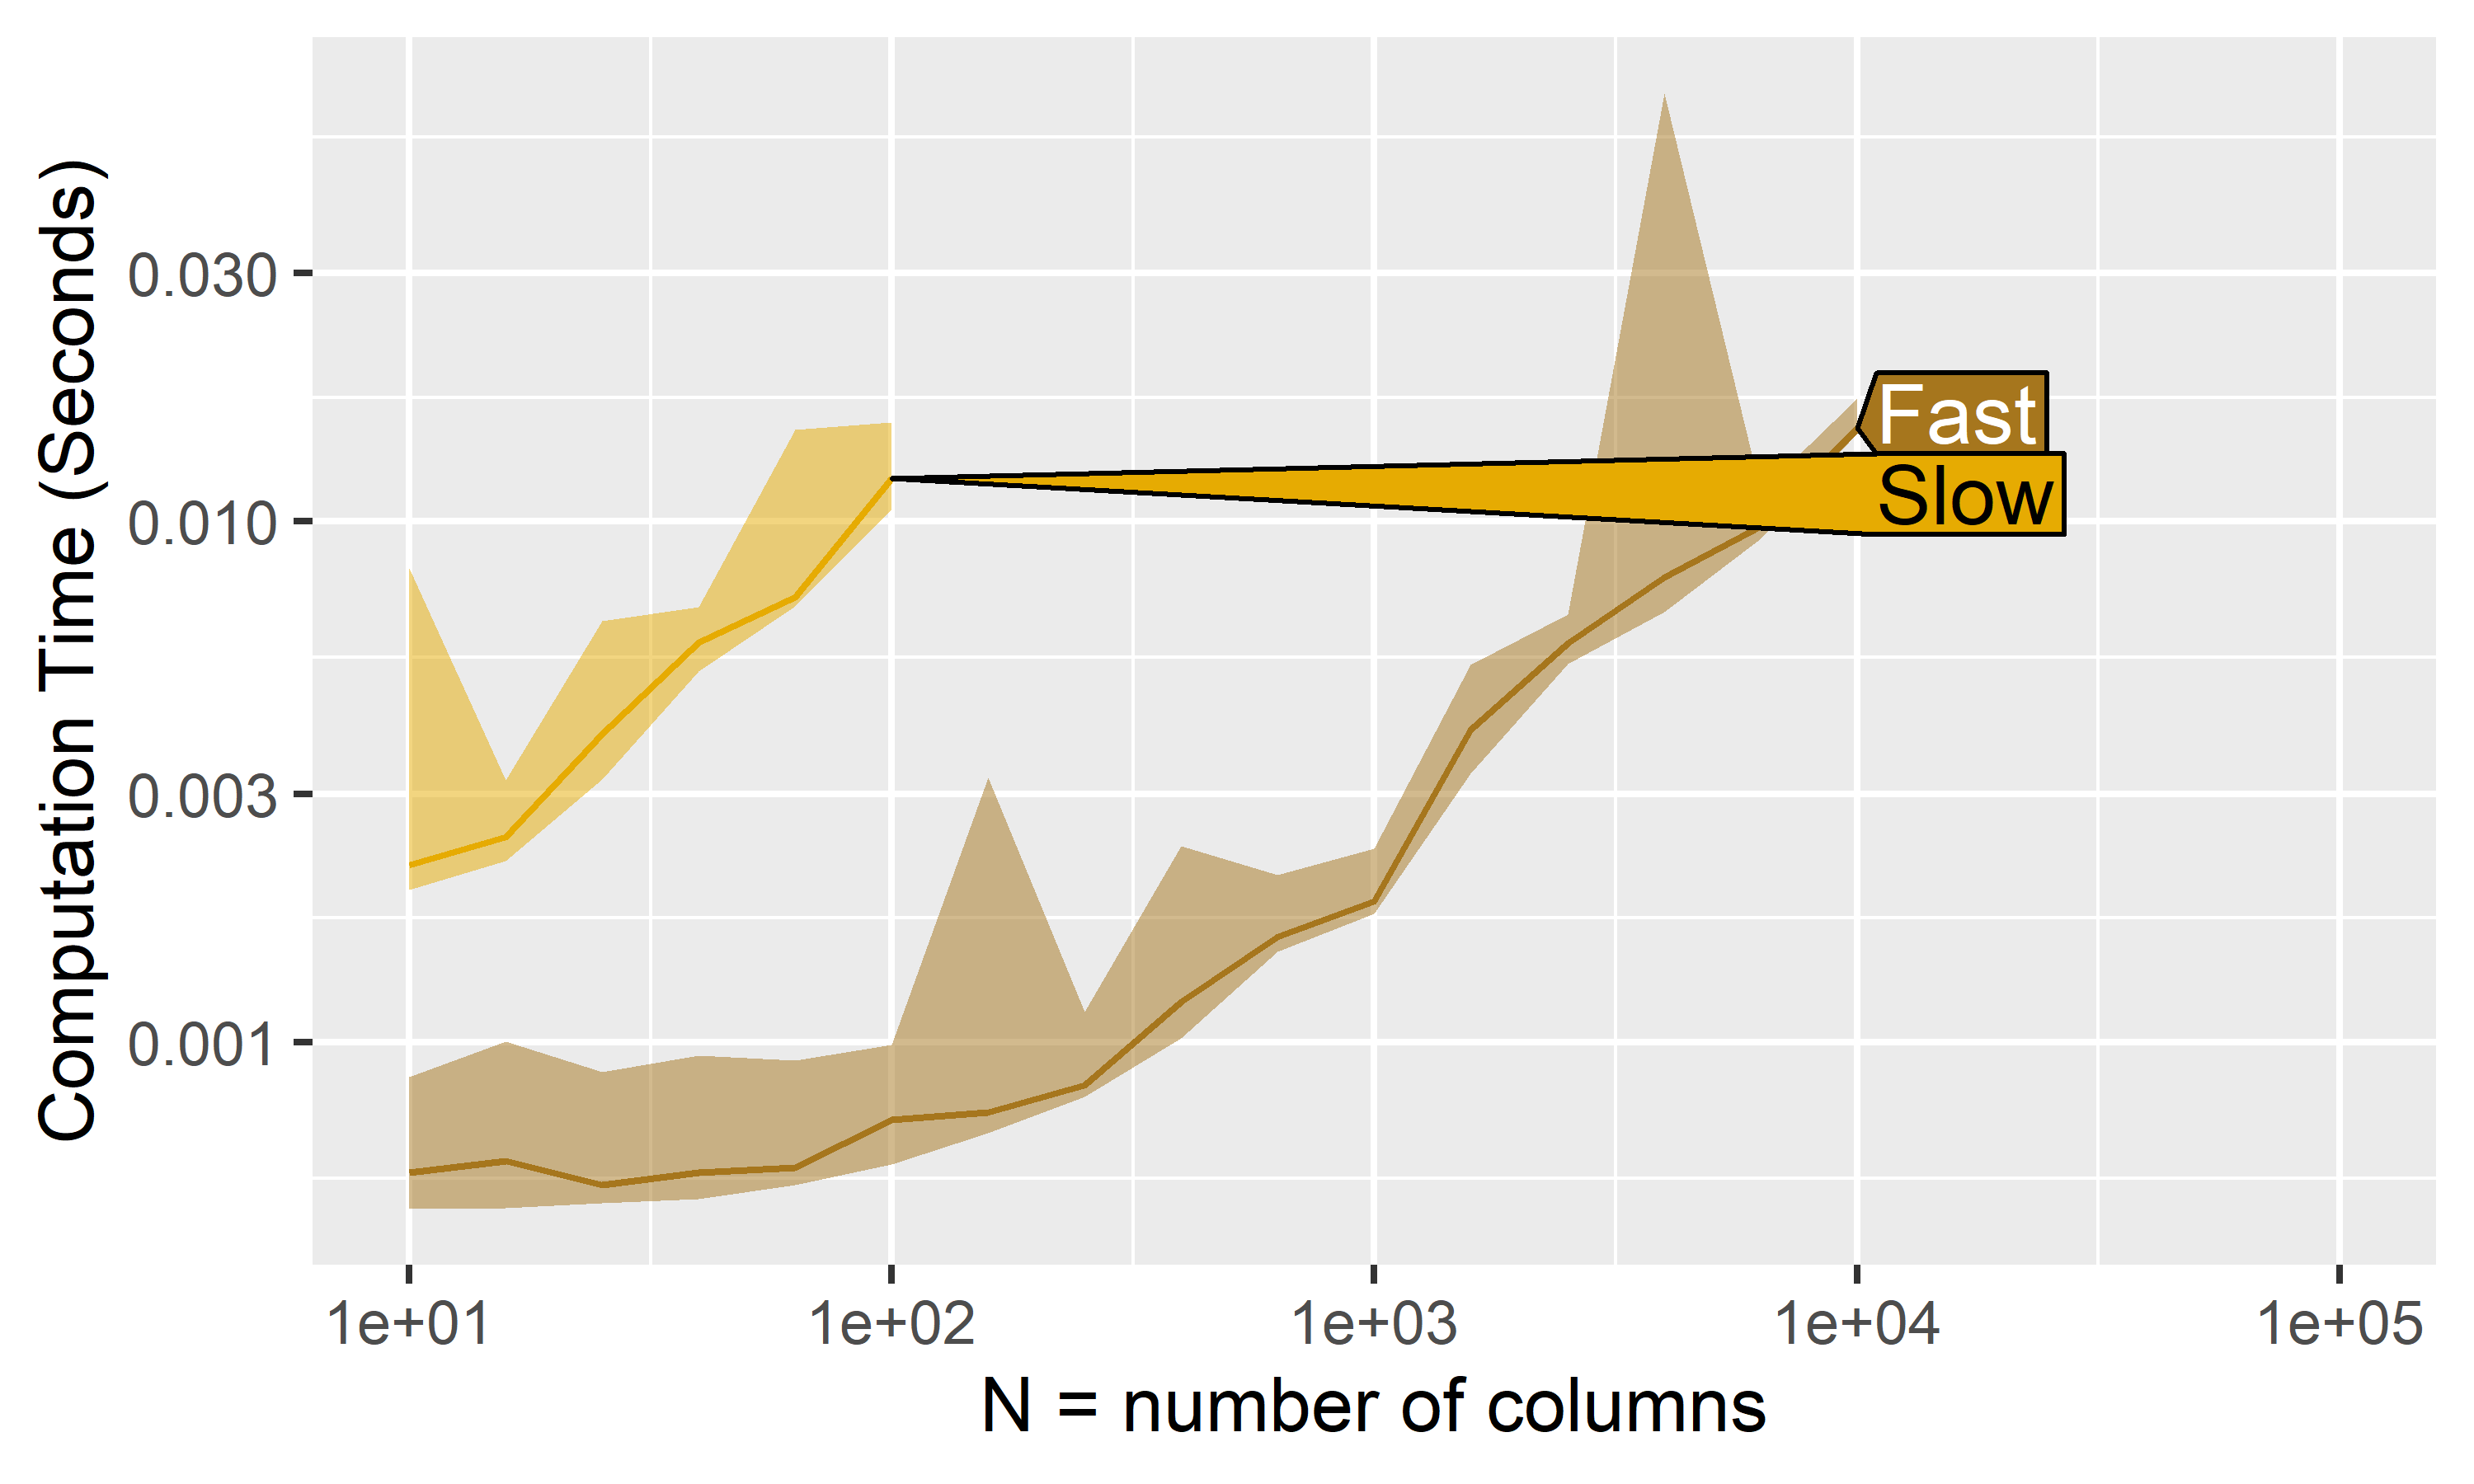 Computation Time (Seconds)
0.030
0.010
0.003
0.001
Fast
Slow
1e+01
1e+02
1e+03
1e+04
1e+05
N = number of columns